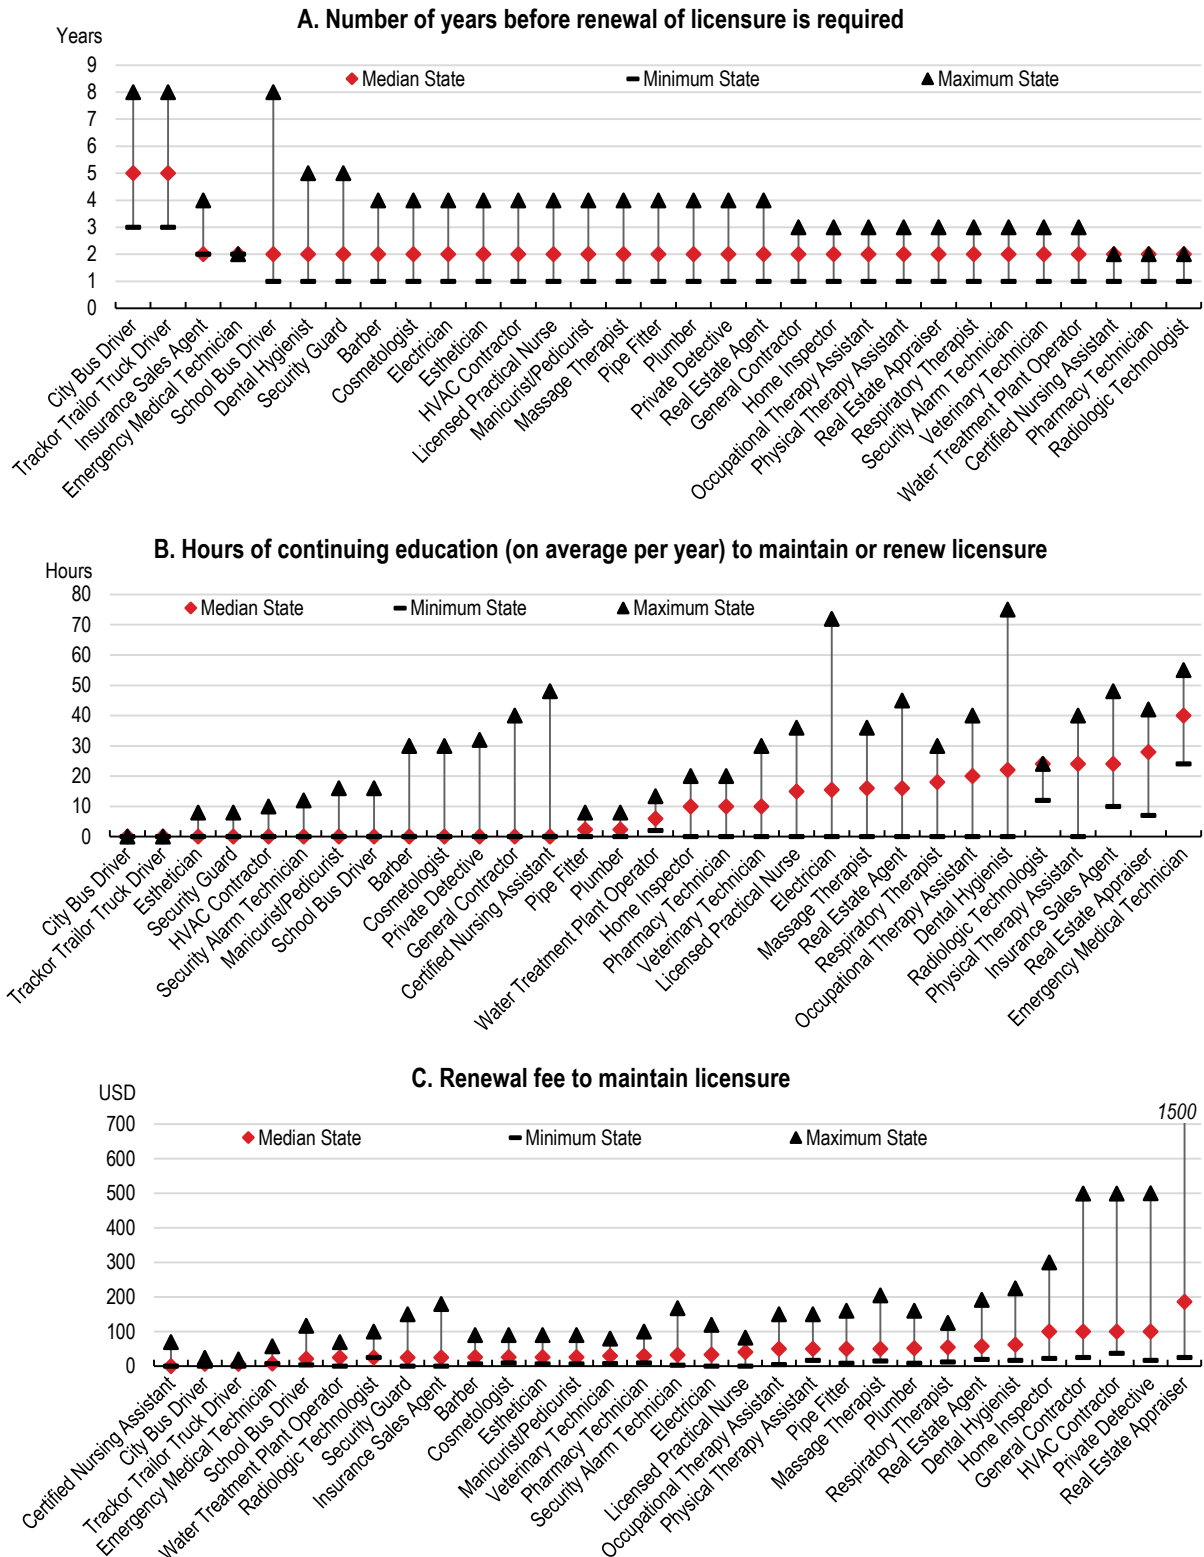 A. Number of years before renewal of licensure is required
Years
9
Median State
Minimum State
Maximum State
8
7
6
5
4
3
2
1
0
City Bus Driver
Trackor Trailor Truck Driver
Insurance Sales Agent
Emergency Medical Technician
School Bus Driver
Dental Hygienist
Security Guard
Barber
Cosmetologist
Electrician
Esthetician
HVAC Contractor
Licensed Practical Nurse
Manicurist/Pedicurist
Massage Therapist
Pipe Fitter
Plumber
Private Detective
Real Estate Agent
General Contractor
Home Inspector
Occupational Therapy Assistant
Physical Therapy Assistant
Real Estate Appraiser
Respiratory Therapist
Security Alarm Technician
Veterinary Technician
Water Treatment Plant Operator
Certified Nursing Assistant
Pharmacy Technician
Radiologic Technologist
B. Hours of continuing education (on average per year) to maintain or renew licensure
Hours
80
Median State
Minimum State
Maximum State
70
60
50
40
30
20
10
0
City Bus Driver
Trackor Trailor Truck Driver
Esthetician
Security Guard
HVAC Contractor
Security Alarm Technician
Manicurist/Pedicurist
School Bus Driver
Barber
Cosmetologist
Private Detective
General Contractor
Certified Nursing Assistant
Pipe Fitter
Plumber
Water Treatment Plant Operator
Home Inspector
Pharmacy Technician
Veterinary Technician
Licensed Practical Nurse
Electrician
Massage Therapist
Real Estate Agent
Respiratory Therapist
Occupational Therapy Assistant
Dental Hygienist
Radiologic Technologist
Physical Therapy Assistant
Insurance Sales Agent
Real Estate Appraiser
Emergency Medical Technician
C. Renewal fee to maintain licensure
USD
1500
700
Median State
Minimum State
Maximum State
600
500
400
300
200
100
0
Certified Nursing Assistant
City Bus Driver
Trackor Trailor Truck Driver
Emergency Medical Technician
School Bus Driver
Water Treatment Plant Operator
Radiologic Technologist
Security Guard
Insurance Sales Agent
Barber
Cosmetologist
Esthetician
Manicurist/Pedicurist
Veterinary Technician
Pharmacy Technician
Security Alarm Technician
Electrician
Licensed Practical Nurse
Occupational Therapy Assistant
Physical Therapy Assistant
Pipe Fitter
Massage Therapist
Plumber
Respiratory Therapist
Real Estate Agent
Dental Hygienist
Home Inspector
General Contractor
HVAC Contractor
Private Detective
Real Estate Appraiser